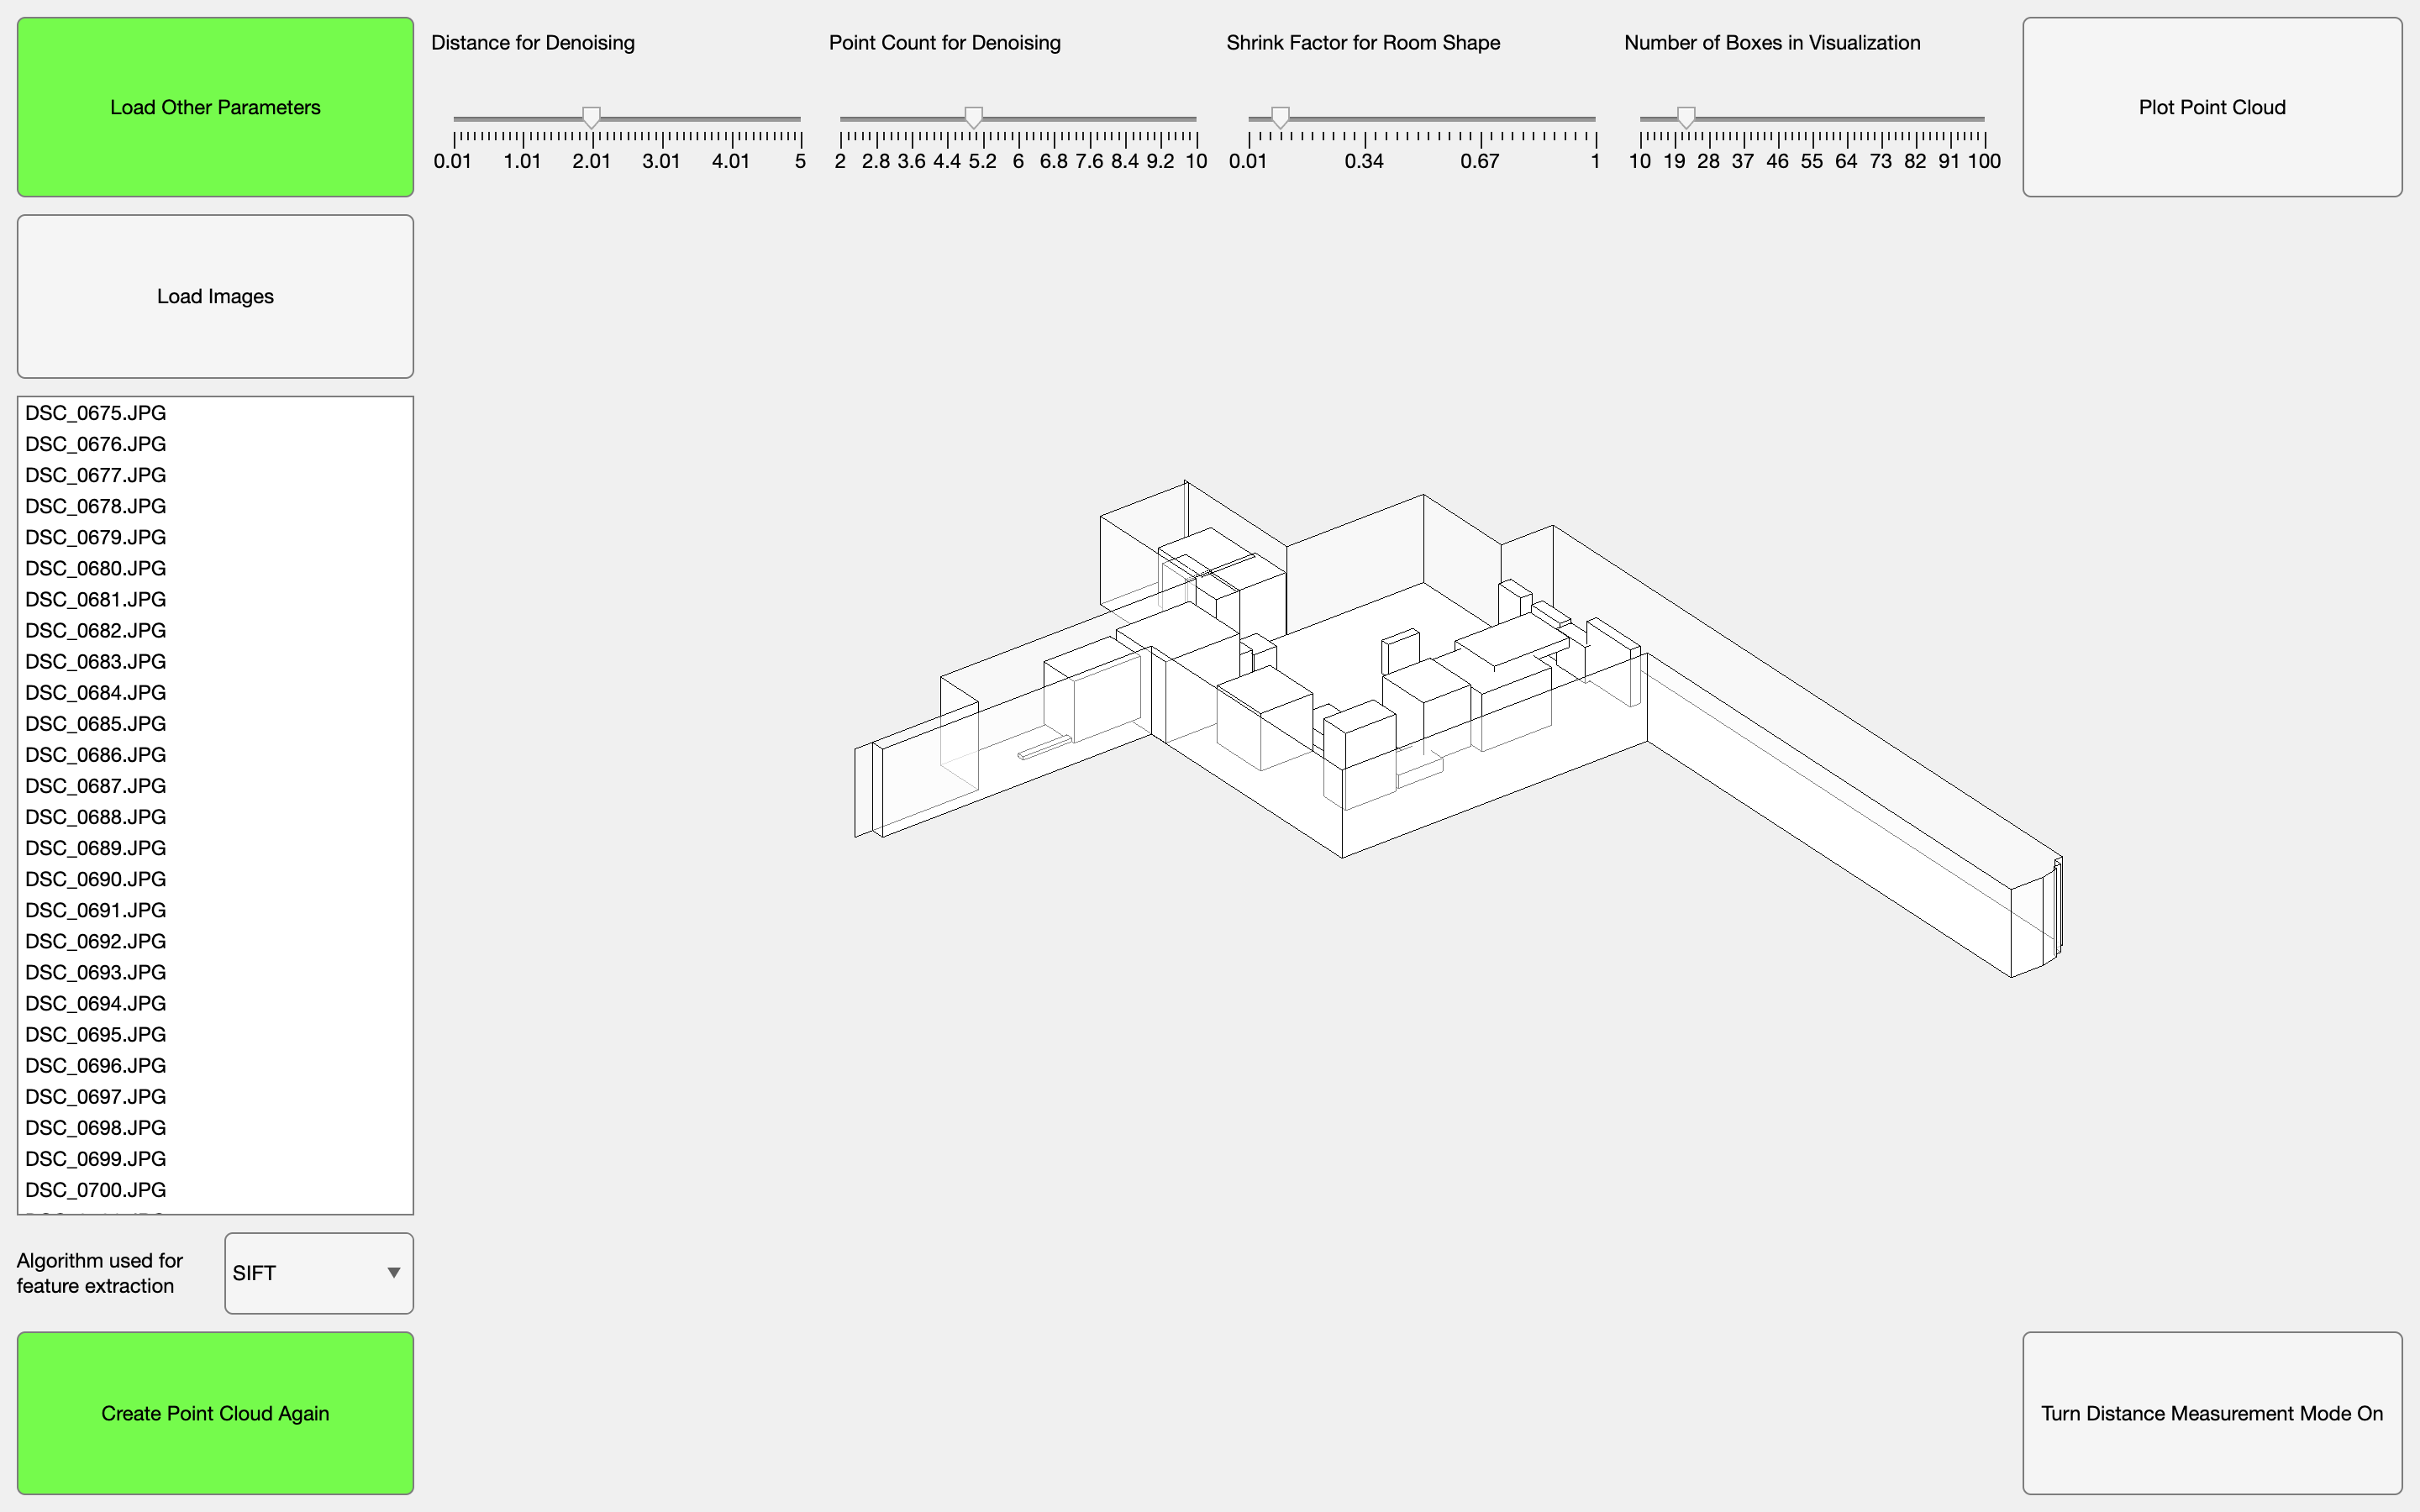 Load Other Parameters
Distance for Denoising
0.01 1.01 2.01 3.01 4.01 5
Point Count for Denoising
2 2.8 3.6 4.4 5.2 6 6.8 7.6 8.4 9.2 10
Shrink Factor for Room Shape
0.01 0.34 0.67 1
Number of Boxes in Visualization
10 19 28 37 46 55 64 73 82 91 100
Plot Point Cloud
Load Images
DSC_0675.JPG
DSC_0676.JPG
DSC_0677.JPG
DSC_0678.JPG
DSC_0679.JPG
DSC_0680.JPG
DSC_0681.JPG
DSC_0682.JPG
DSC_0683.JPG
DSC_0684.JPG
DSC_0685.JPG
DSC_0686.JPG
DSC_0687.JPG
DSC_0688.JPG
DSC_0689.JPG
DSC_0690.JPG
DSC_0691.JPG
DSC_0692.JPG
DSC_0693.JPG
DSC_0694.JPG
DSC_0695.JPG
DSC_0696.JPG
DSC_0697.JPG
DSC_0698.JPG
DSC_0699.JPG
DSC_0700.JPG
Algorithm used for
feature extraction
SIFT
Create Point Cloud Again
Turn Distance Measurement Mode On